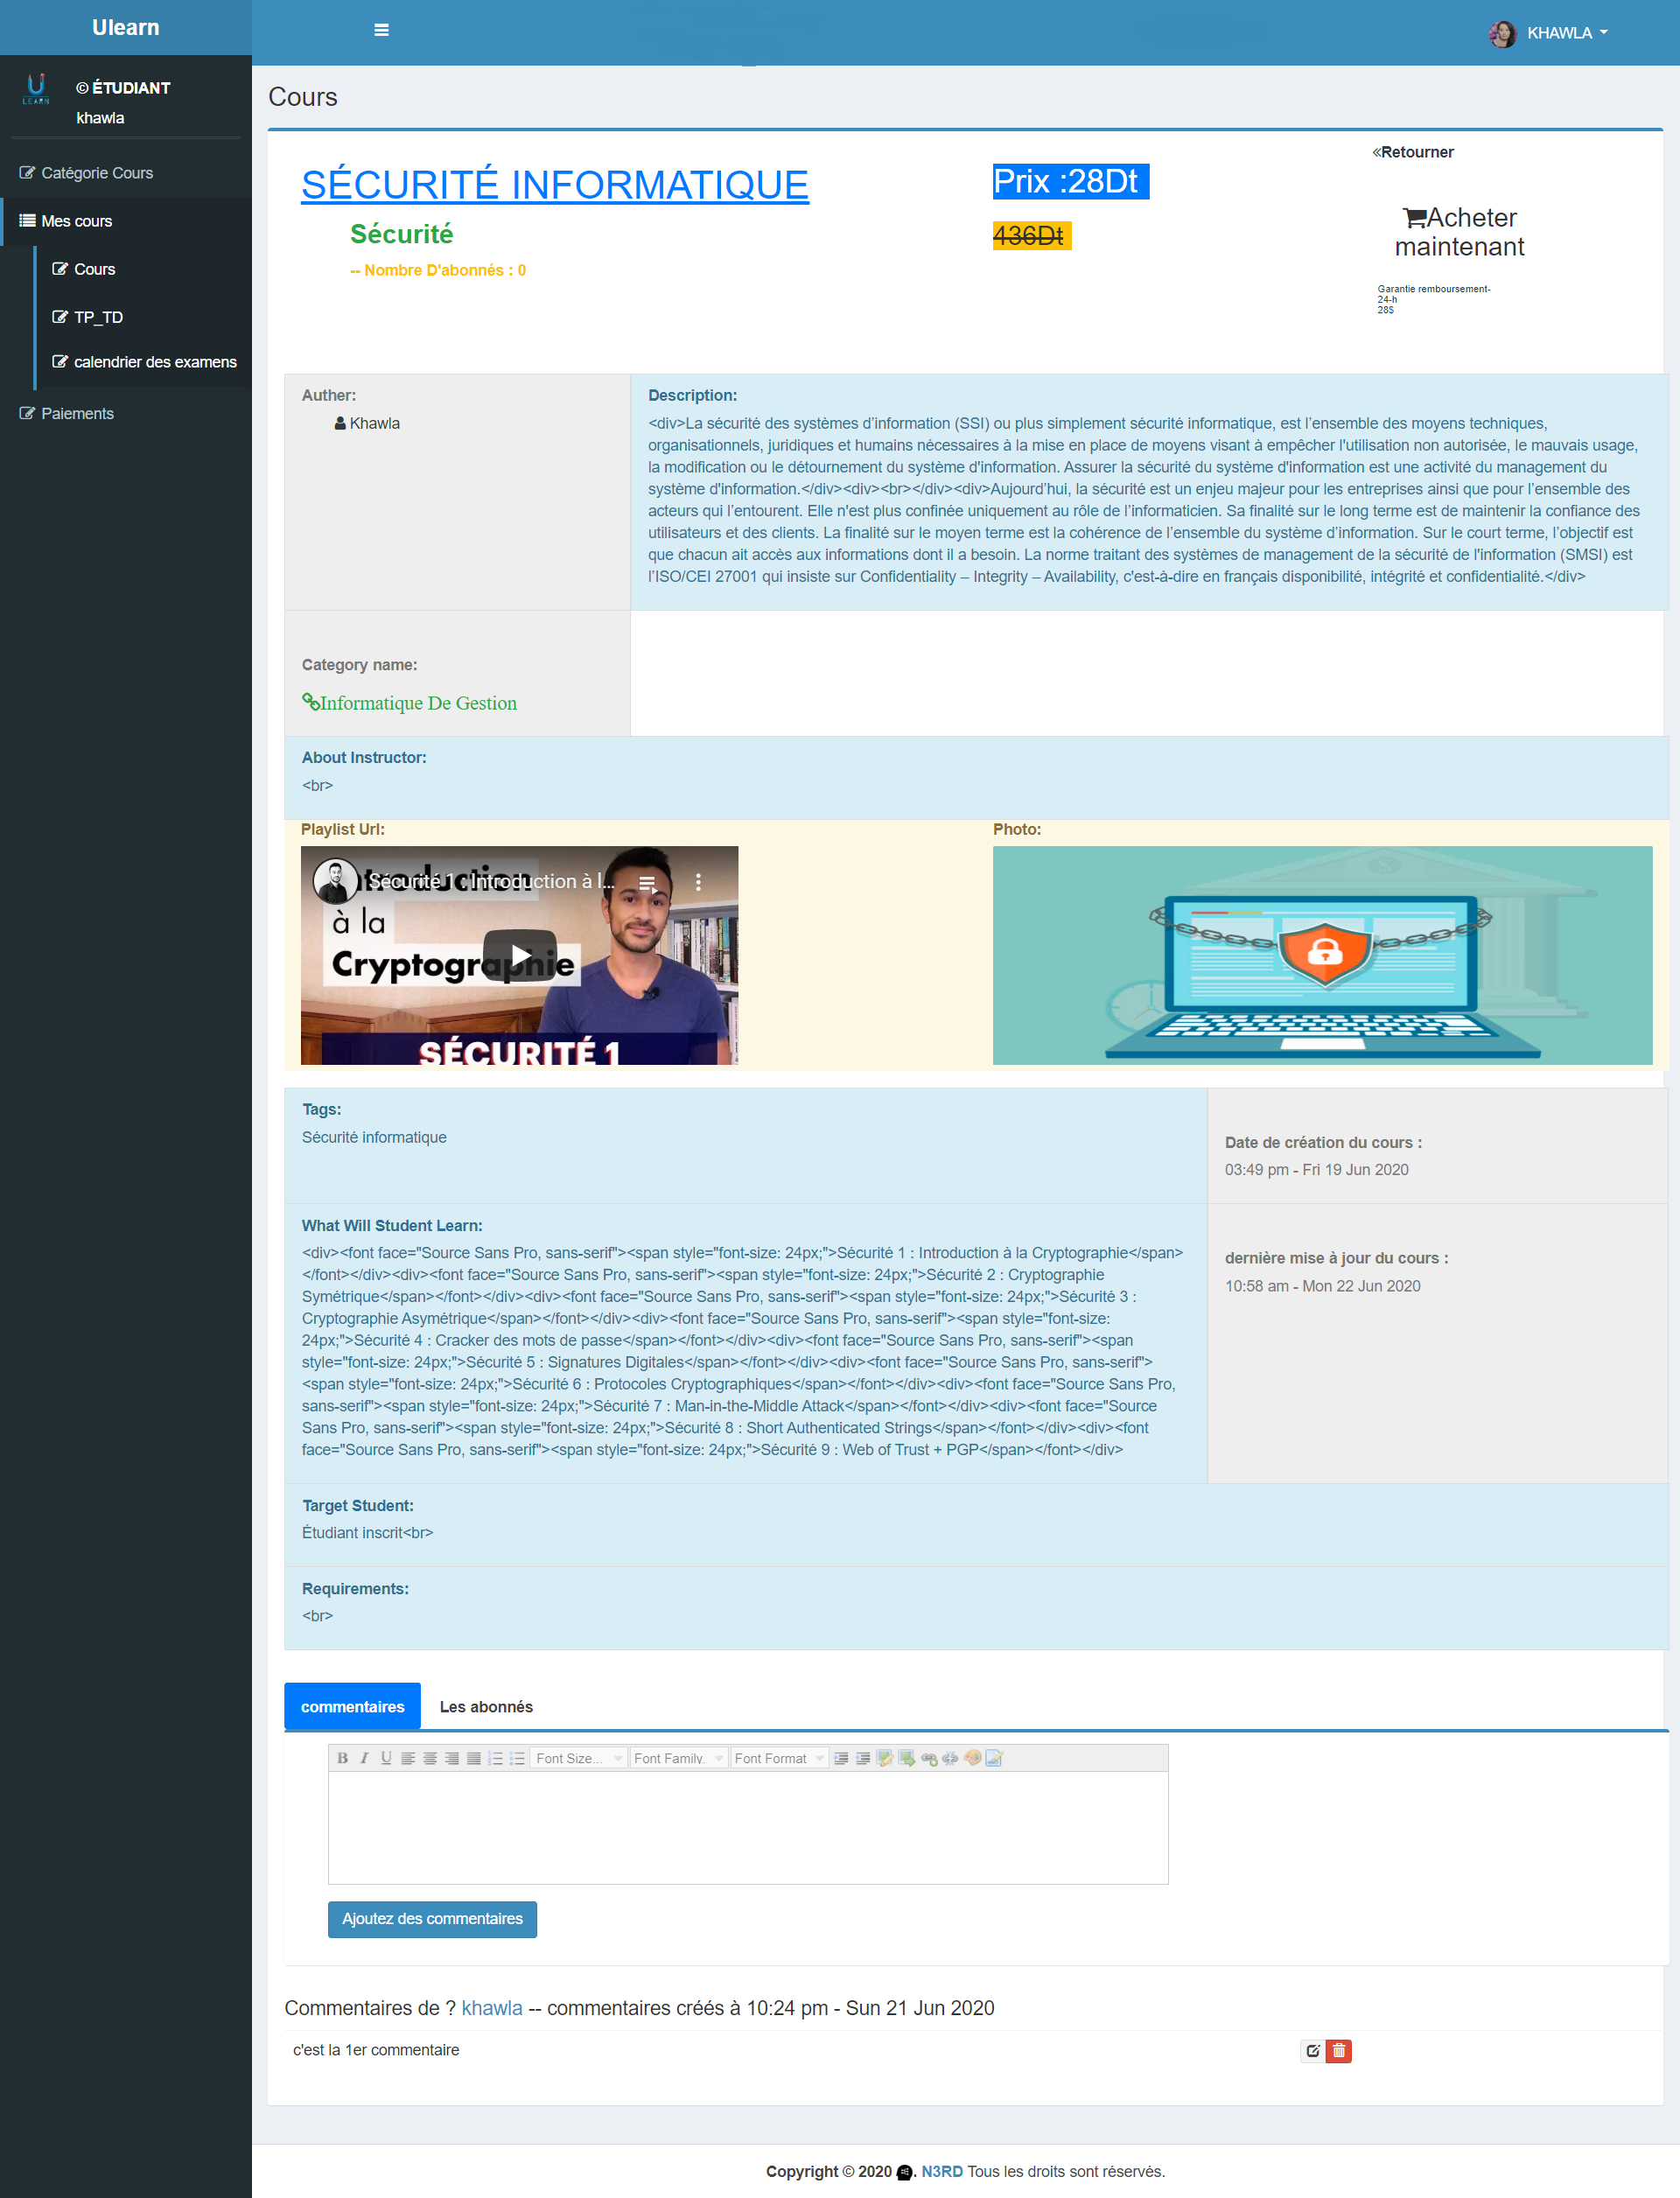 Ulearn
KHAWLA
LEARN
© ÉTUDIANT
khawla
Catégorie Cours
Mes cours
Cours
TP_TD
calendrier des examens
Paiements
Cours
SÉCURITÉ INFORMATIQUE
Sécurité
-- Nombre D'abonnés : 0
Prix :28Dt
436Dt
«Retourner
Acheter
maintenant
Garantie remboursement-
24-h
28$
Auther:
Khawla
Description:
<div>La sécurité des systèmes d’information (SSI) ou plus simplement sécurité informatique, est l’ensemble des moyens techniques,
organisationnels, juridiques et humains nécessaires à la mise en place de moyens visant à empêcher l'utilisation non autorisée, le mauvais usage,
la modification ou le détournement du système d'information. Assurer la sécurité du système d'information est une activité du management du
système d'information.</div><div><br></div><div>Aujourd’hui, la sécurité est un enjeu majeur pour les entreprises ainsi que pour l’ensemble des
acteurs qui l’entourent. Elle n'est plus confinée uniquement au rôle de l’informaticien. Sa finalité sur le long terme est de maintenir la confiance des
utilisateurs et des clients. La finalité sur le moyen terme est la cohérence de l’ensemble du système d’information. Sur le court terme, l’objectif est
que chacun ait accès aux informations dont il a besoin. La norme traitant des systèmes de management de la sécurité de l'information (SMSI) est
l’ISO/CEI 27001 qui insiste sur Confidentiality – Integrity – Availability, c'est-à-dire en français disponibilité, intégrité et confidentialité.</div>
Category name:
Informatique De Gestion
About Instructor:
<br>
Playlist Url:
Sécurité 1 : Introduction à l...
Introduction
à la
Cryptographie
SÉCURITÉ 1
Photo:
Tags:
Sécurité informatique
Date de création du cours :
03:49 pm - Fri 19 Jun 2020
What Will Student Learn:
<div><font face="Source Sans Pro, sans-serif"><span style="font-size: 24px;">Sécurité 1 : Introduction à la Cryptographie</span>
</font></div><div><font face="Source Sans Pro, sans-serif"><span style="font-size: 24px;">Sécurité 2 : Cryptographie
Symétrique</span></font></div><div><font face="Source Sans Pro, sans-serif"><span style="font-size: 24px;">Sécurité 3 :
Cryptographie Asymétrique</span></font></div><div><font face="Source Sans Pro, sans-serif"><span style="font-size:
24px;">Sécurité 4 : Cracker des mots de passe</span></font></div><div><font face="Source Sans Pro, sans-serif"><span
style="font-size: 24px;">Sécurité 5 : Signatures Digitales</span></font></div><div><font face="Source Sans Pro, sans-serif">
<span style="font-size: 24px;">Sécurité 6 : Protocoles Cryptographiques</span></font></div><div><font face="Source Sans Pro,
sans-serif"><span style="font-size: 24px;">Sécurité 7 : Man-in-the-Middle Attack</span></font></div><div><font face="Source
Sans Pro, sans-serif"><span style="font-size: 24px;">Sécurité 8 : Short Authenticated Strings</span></font></div><div><font
face="Source Sans Pro, sans-serif"><span style="font-size: 24px;">Sécurité 9 : Web of Trust + PGP</span></font></div>
dernière mise à jour du cours :
10:58 am - Mon 22 Jun 2020
Target Student:
Étudiant inscrit<br>
Requirements:
<br>
commentaires
Les abonnés
B I U Font Size... Font Family. Font Format
Ajoutez des commentaires
Commentaires de ? khawla -- commentaires créés à 10:24 pm - Sun 21 Jun 2020
c'est la 1er commentaire
Copyright © 2020 . N3RD Tous les droits sont réservés.